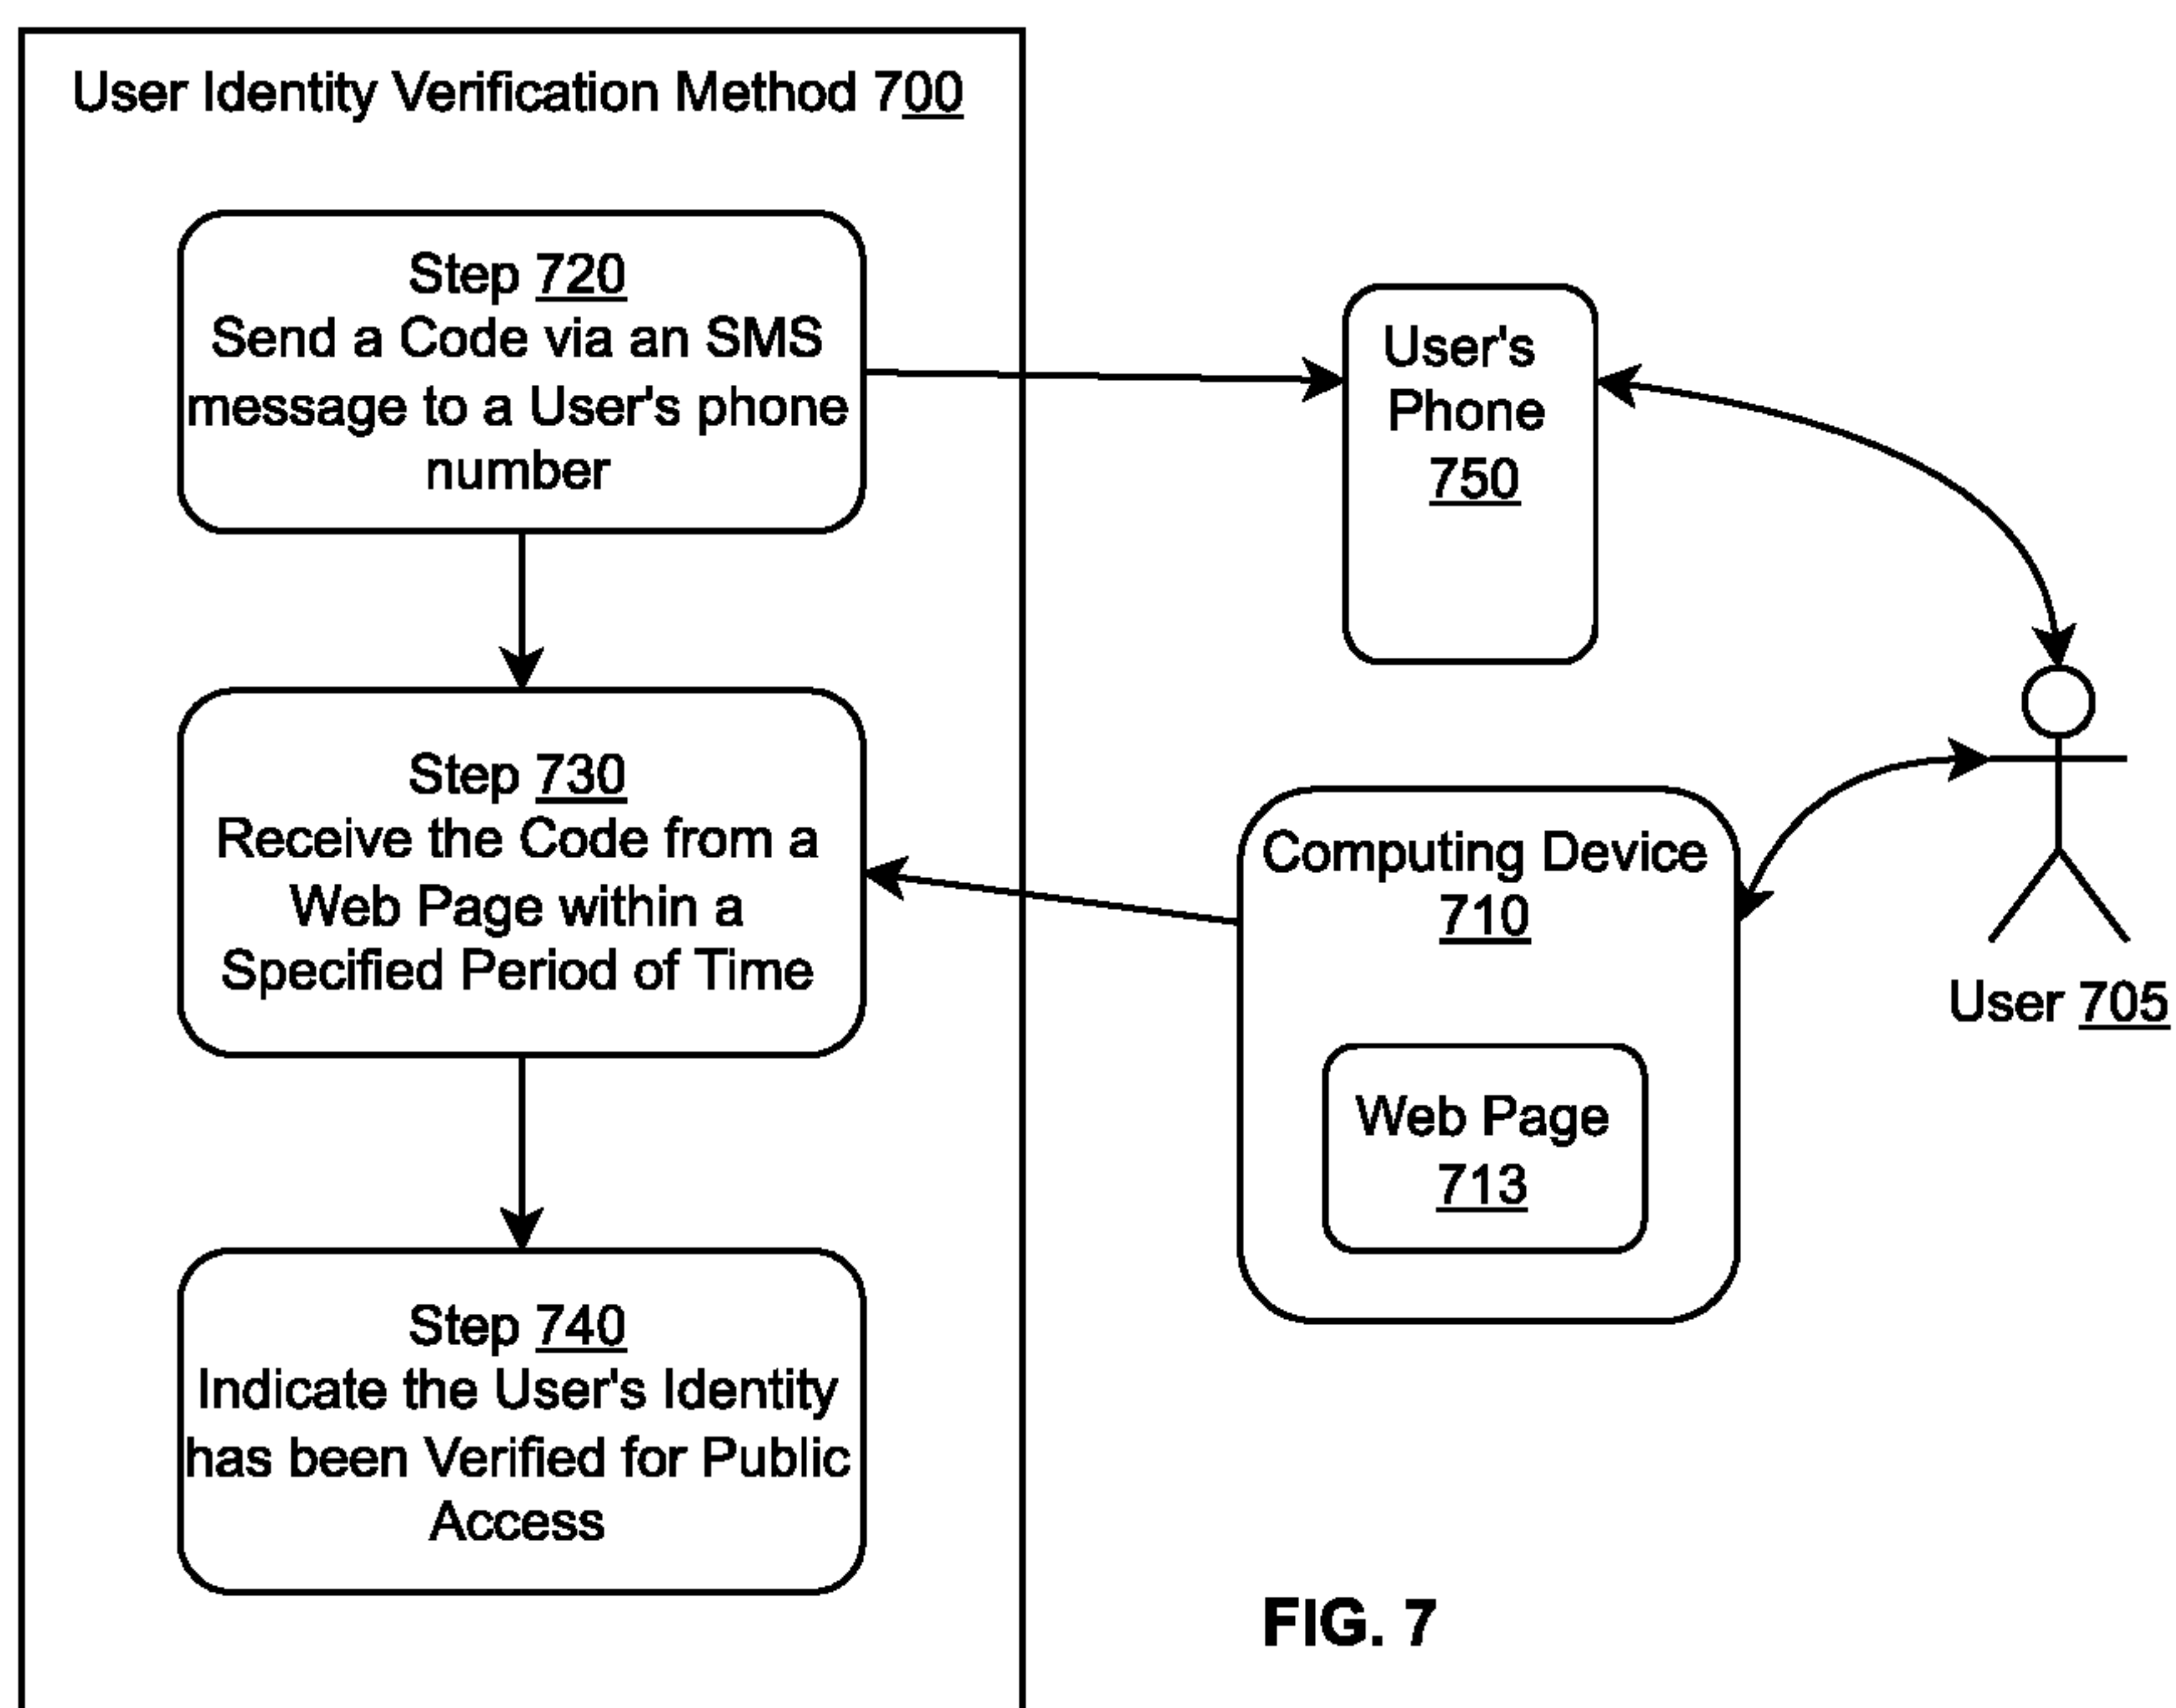 User Identity Verification Method 700
Step 720
Send a Code via an SMS
message to a User's phone
number
User's
Phone
750
Step 730
Receive the Code from a
Web Page within a
Specified Period of Time
Computing Device
710
Web Page
713
User 705
Step 740
Indicate the User's Identity
has been Verified for Public
Access
FIG. 7